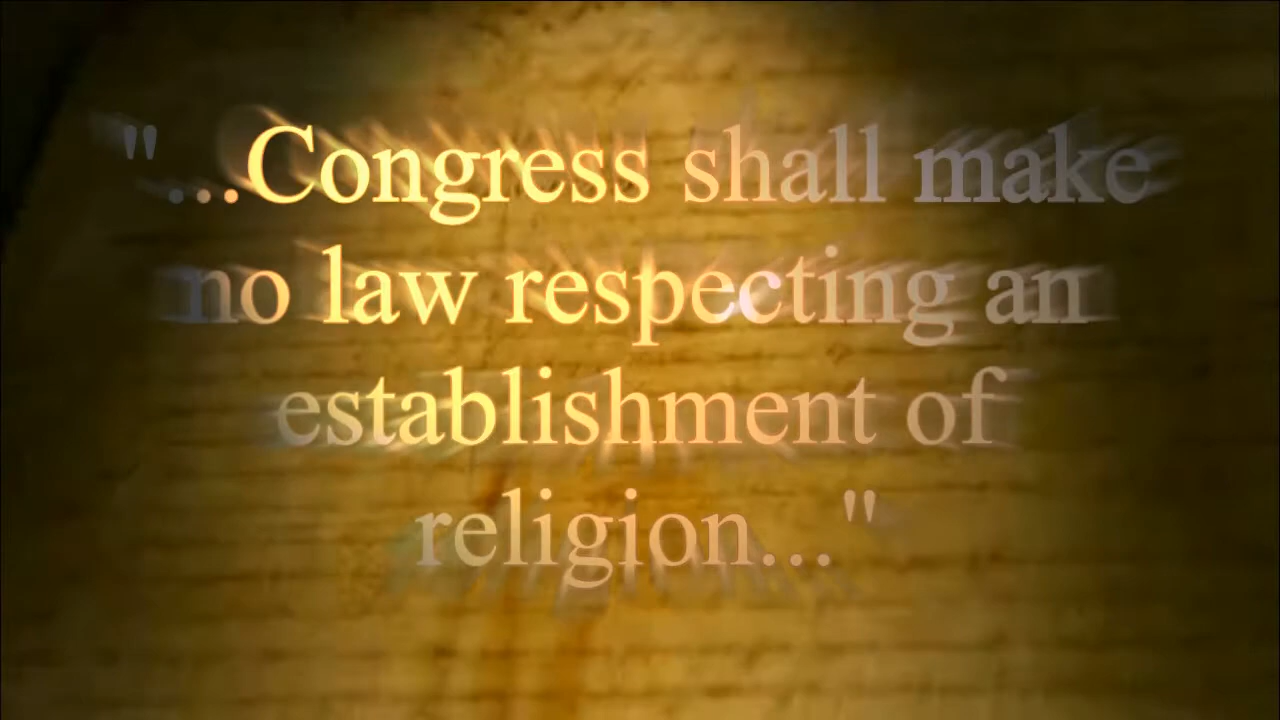 "...Congress shall make
no law respecting an
establishment of
religion..."